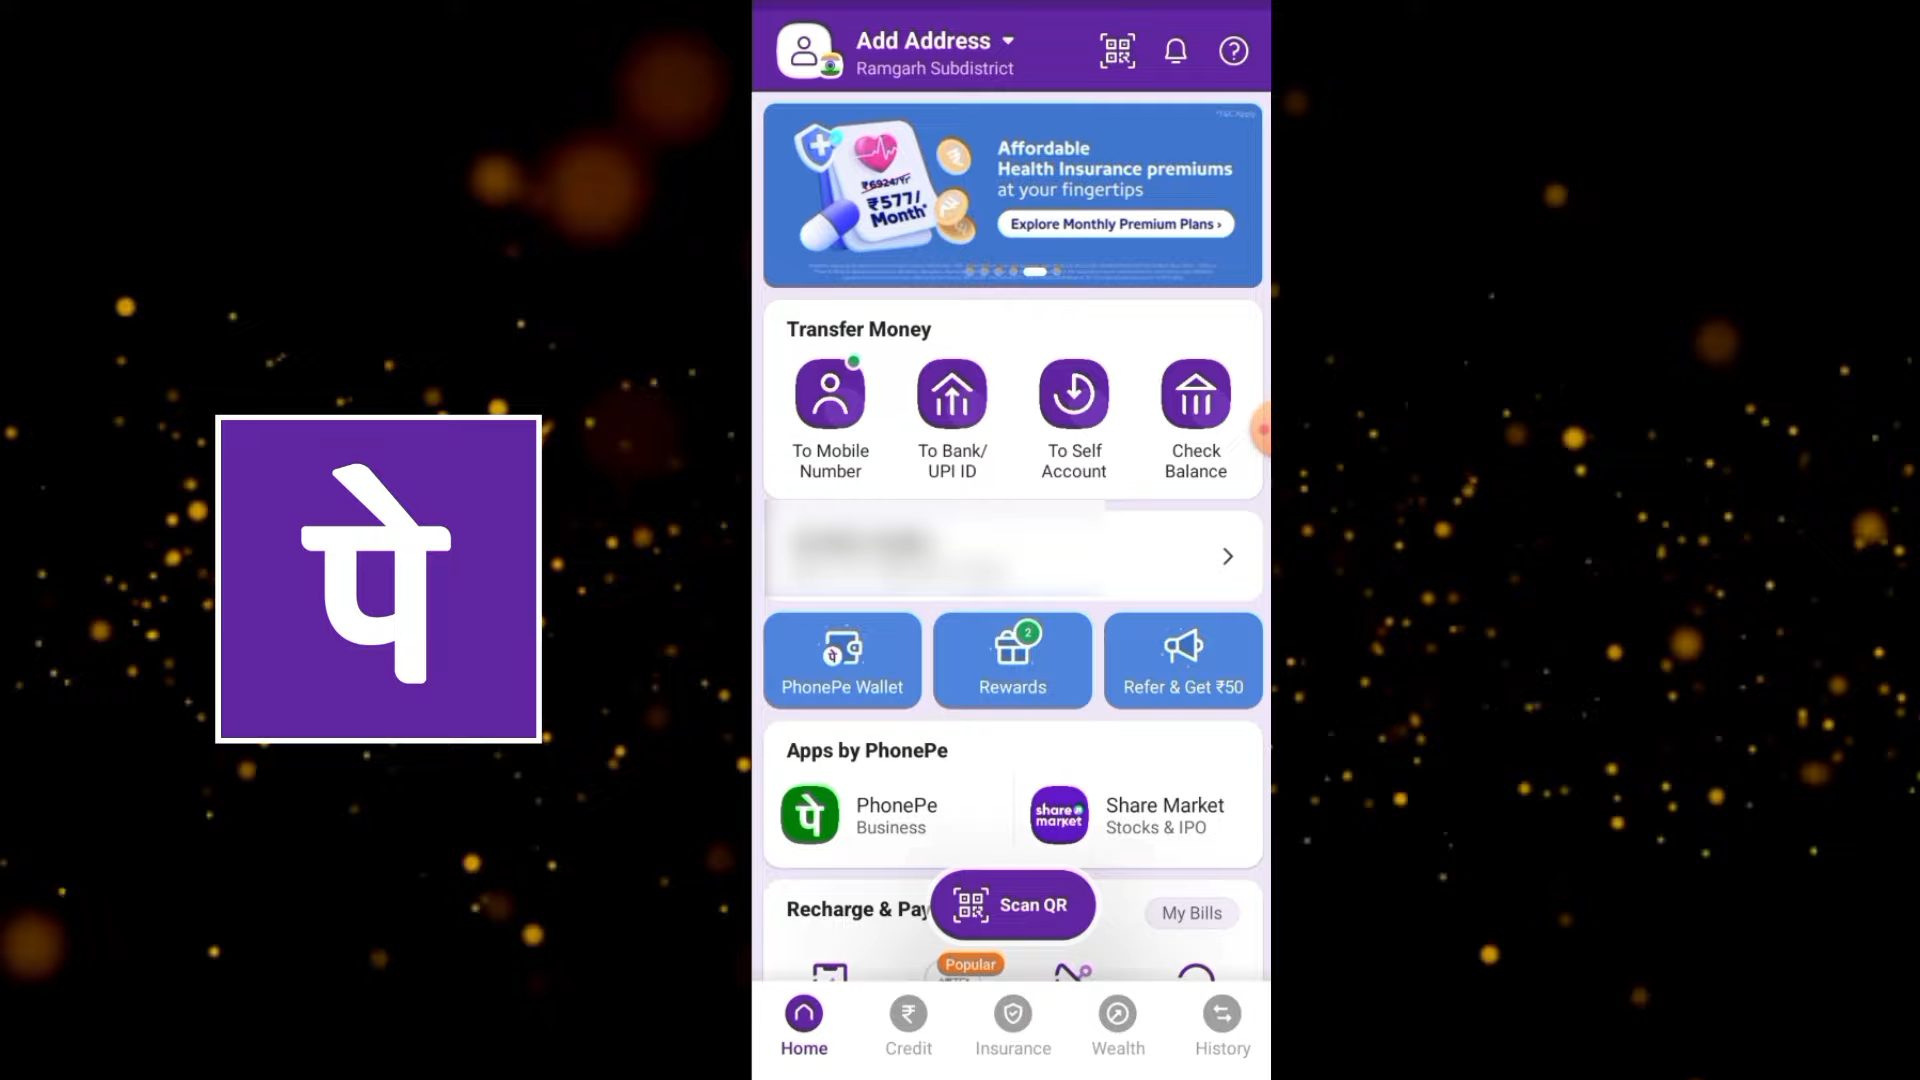 Add Address
Ramgarh Subdistrict
*T&C Apply
₹6924/Yr
₹577/
Month*
Affordable
Health Insurance premiums
at your fingertips
Explore Monthly Premium Plans ›
Transfer Money
To Mobile
Number
To Bank/
UPI ID
To Self
Account
Check
Balance
पे
पे
PhonePe Wallet
2
Rewards
Refer & Get ₹50
Apps by PhonePe
पे
PhonePe
Business
share
market
Share Market
Stocks & IPO
Recharge & Pay
Scan QR
My Bills
Popular
Home
Credit
Insurance
Wealth
History